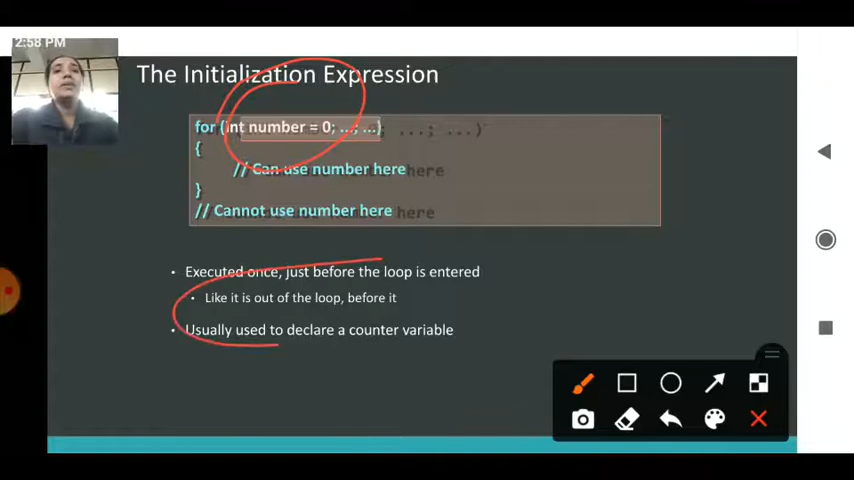 12:58 PM
The Initialization Expression
for (int number = 0; ...; ...)
{
// Can use number here
}
// Cannot use number here
• Executed once, just before the loop is entered
• Like it is out of the loop, before it
• Usually used to declare a counter variable